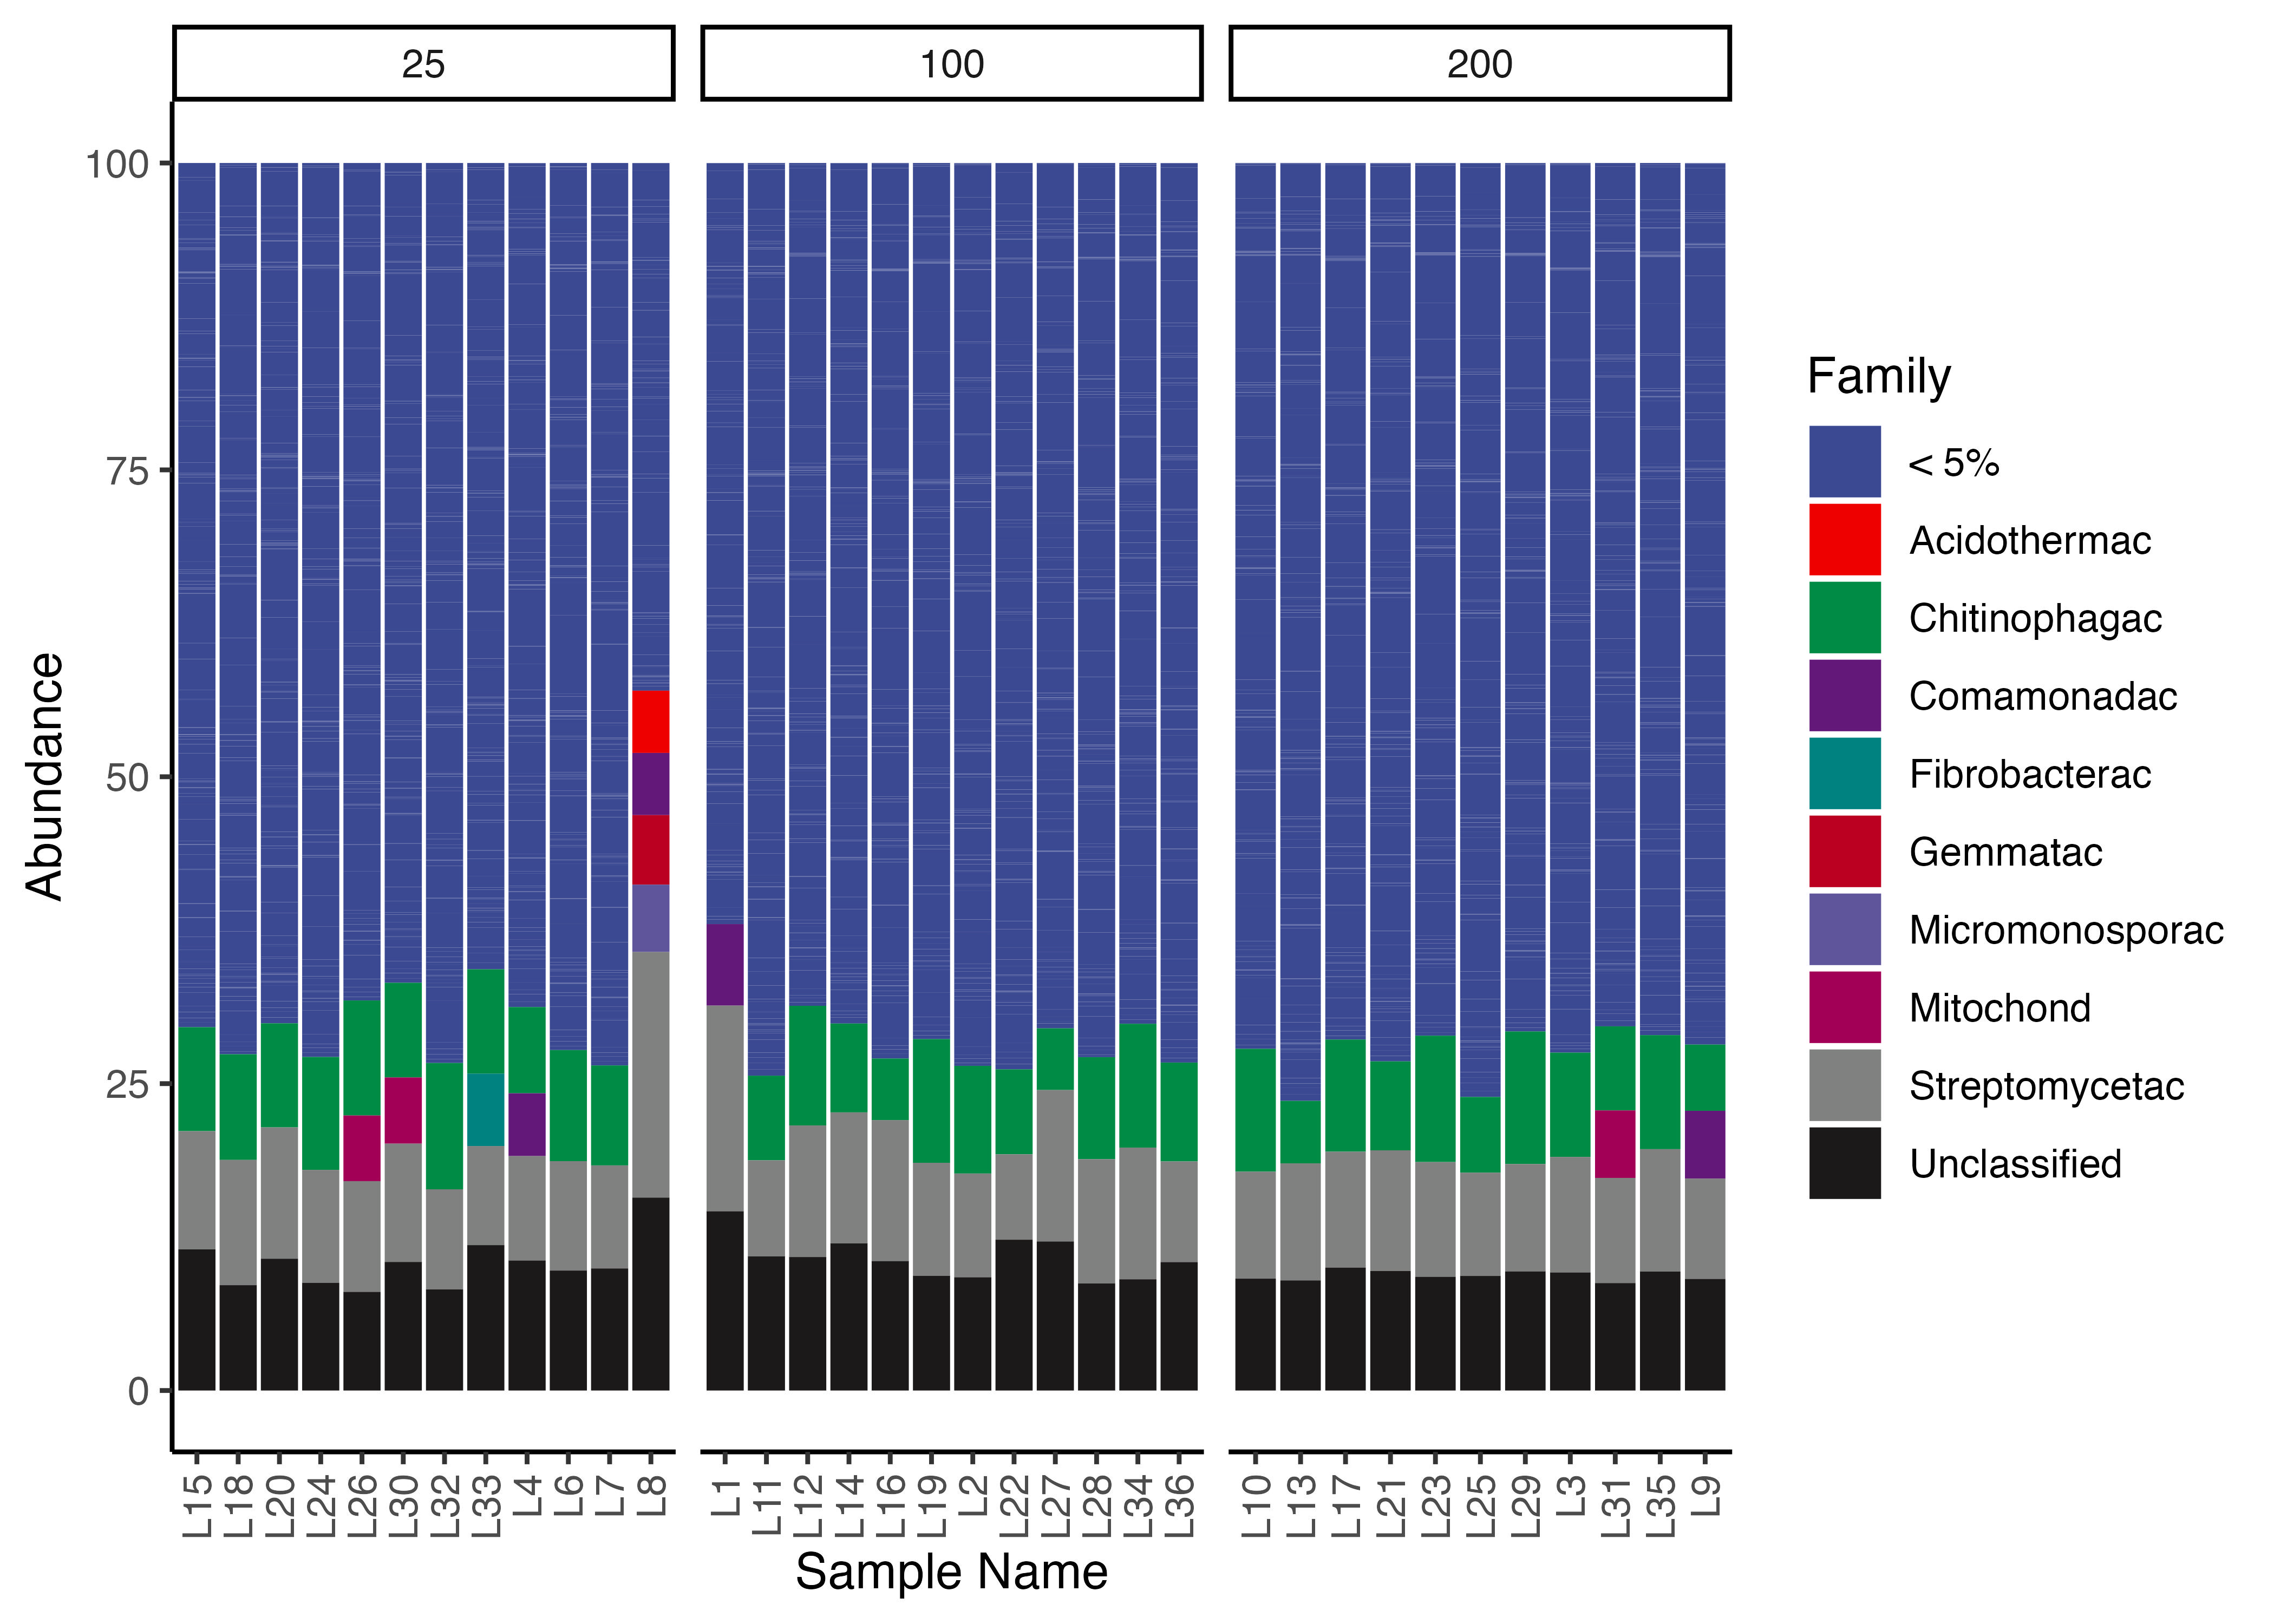 25 100 200
100
75
50
25
0
Abundance
L15 L18 L20 L24 L26 L30 L32 L33 L4 L6 L7 L8 L1 L11 L12 L14 L16 L19 L2 L22 L27 L28 L34 L36 L10 L13 L17 L21 L23 L25 L29 L3 L31 L35 L9
Sample Name
Family
< 5%
Acidothermac
Chitinophagac
Comamonadac
Fibrobacterac
Gemmatac
Micromonosporac
Mitochond
Streptomycetac
Unclassified